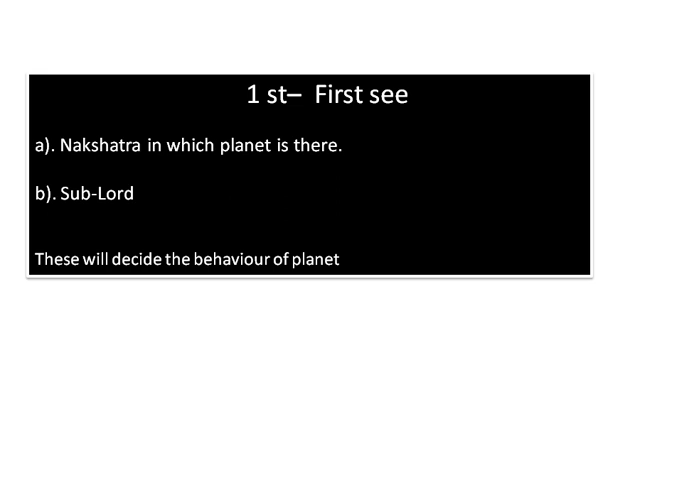 1 st– First see
a). Nakshatra in which planet is there.
b). Sub-Lord
These will decide the behaviour of planet